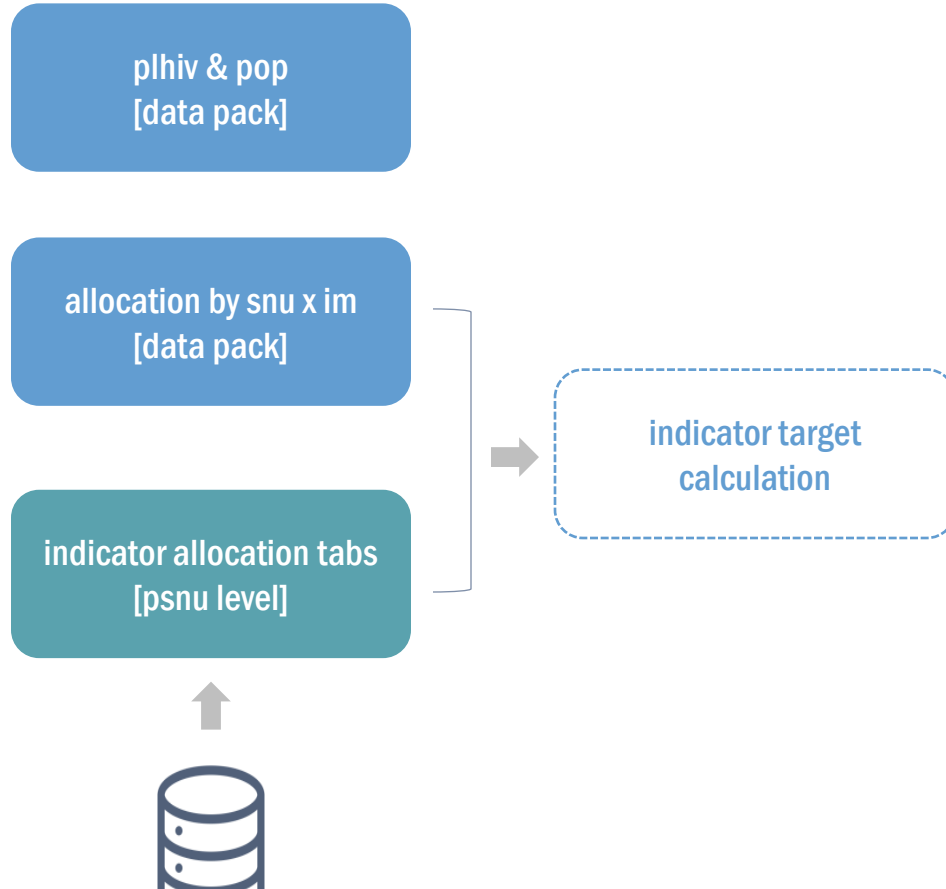 plhiv & pop
[data pack]
allocation by snu x im
[data pack]
indicator allocation tabs
[psnu level]
indicator target
calculation